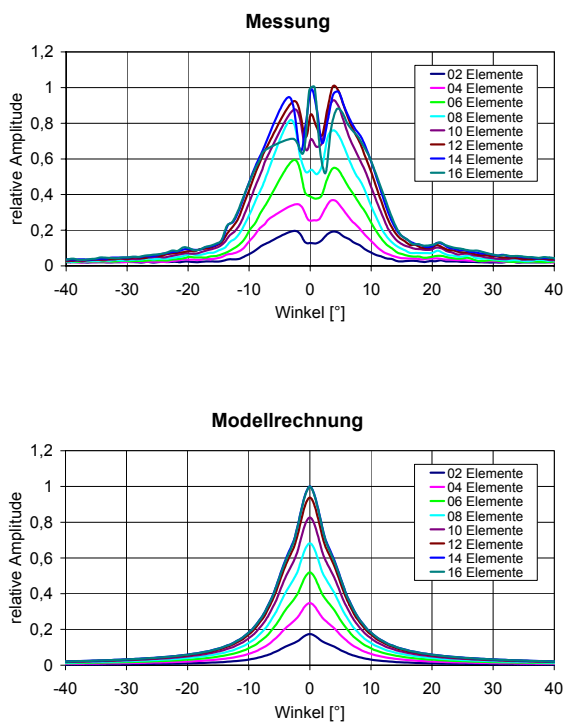 Messung
relative Amplitude
1,2
1
0,8
0,6
0,4
0,2
0
-40 -30 -20 -10 0 10 20 30 40
Winkel [°]
02 Elemente
04 Elemente
06 Elemente
08 Elemente
10 Elemente
12 Elemente
14 Elemente
16 Elemente
Modellrechnung
relative Amplitude
1,2
1
0,8
0,6
0,4
0,2
0
-40 -30 -20 -10 0 10 20 30 40
Winkel [°]
02 Elemente
04 Elemente
06 Elemente
08 Elemente
10 Elemente
12 Elemente
14 Elemente
16 Elemente